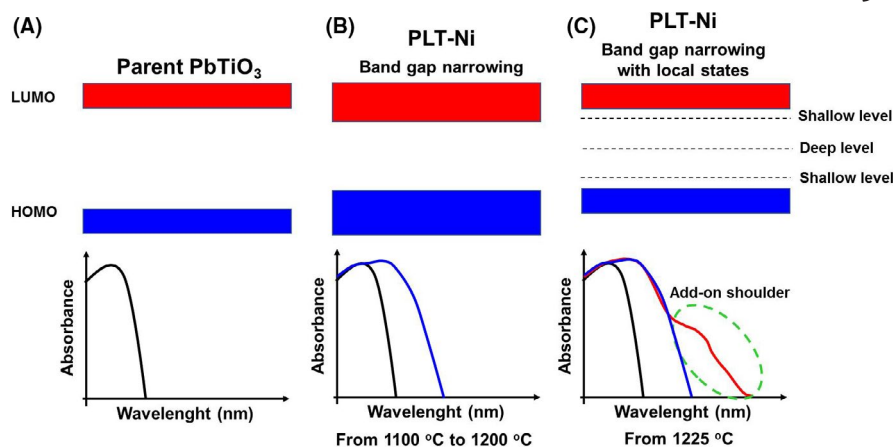 (A)
Parent PbTiO₃
LUMO
HOMO
Absorbance
Wavelenght (nm)
(B)
PLT-Ni
Band gap narrowing
Absorbance
Wavelenght (nm)
From 1100 °C to 1200 °C
(C)
PLT-Ni
Band gap narrowing
with local states
Shallow level
Deep level
Shallow level
Add-on shoulder
Absorbance
Wavelenght (nm)
From 1225 °C